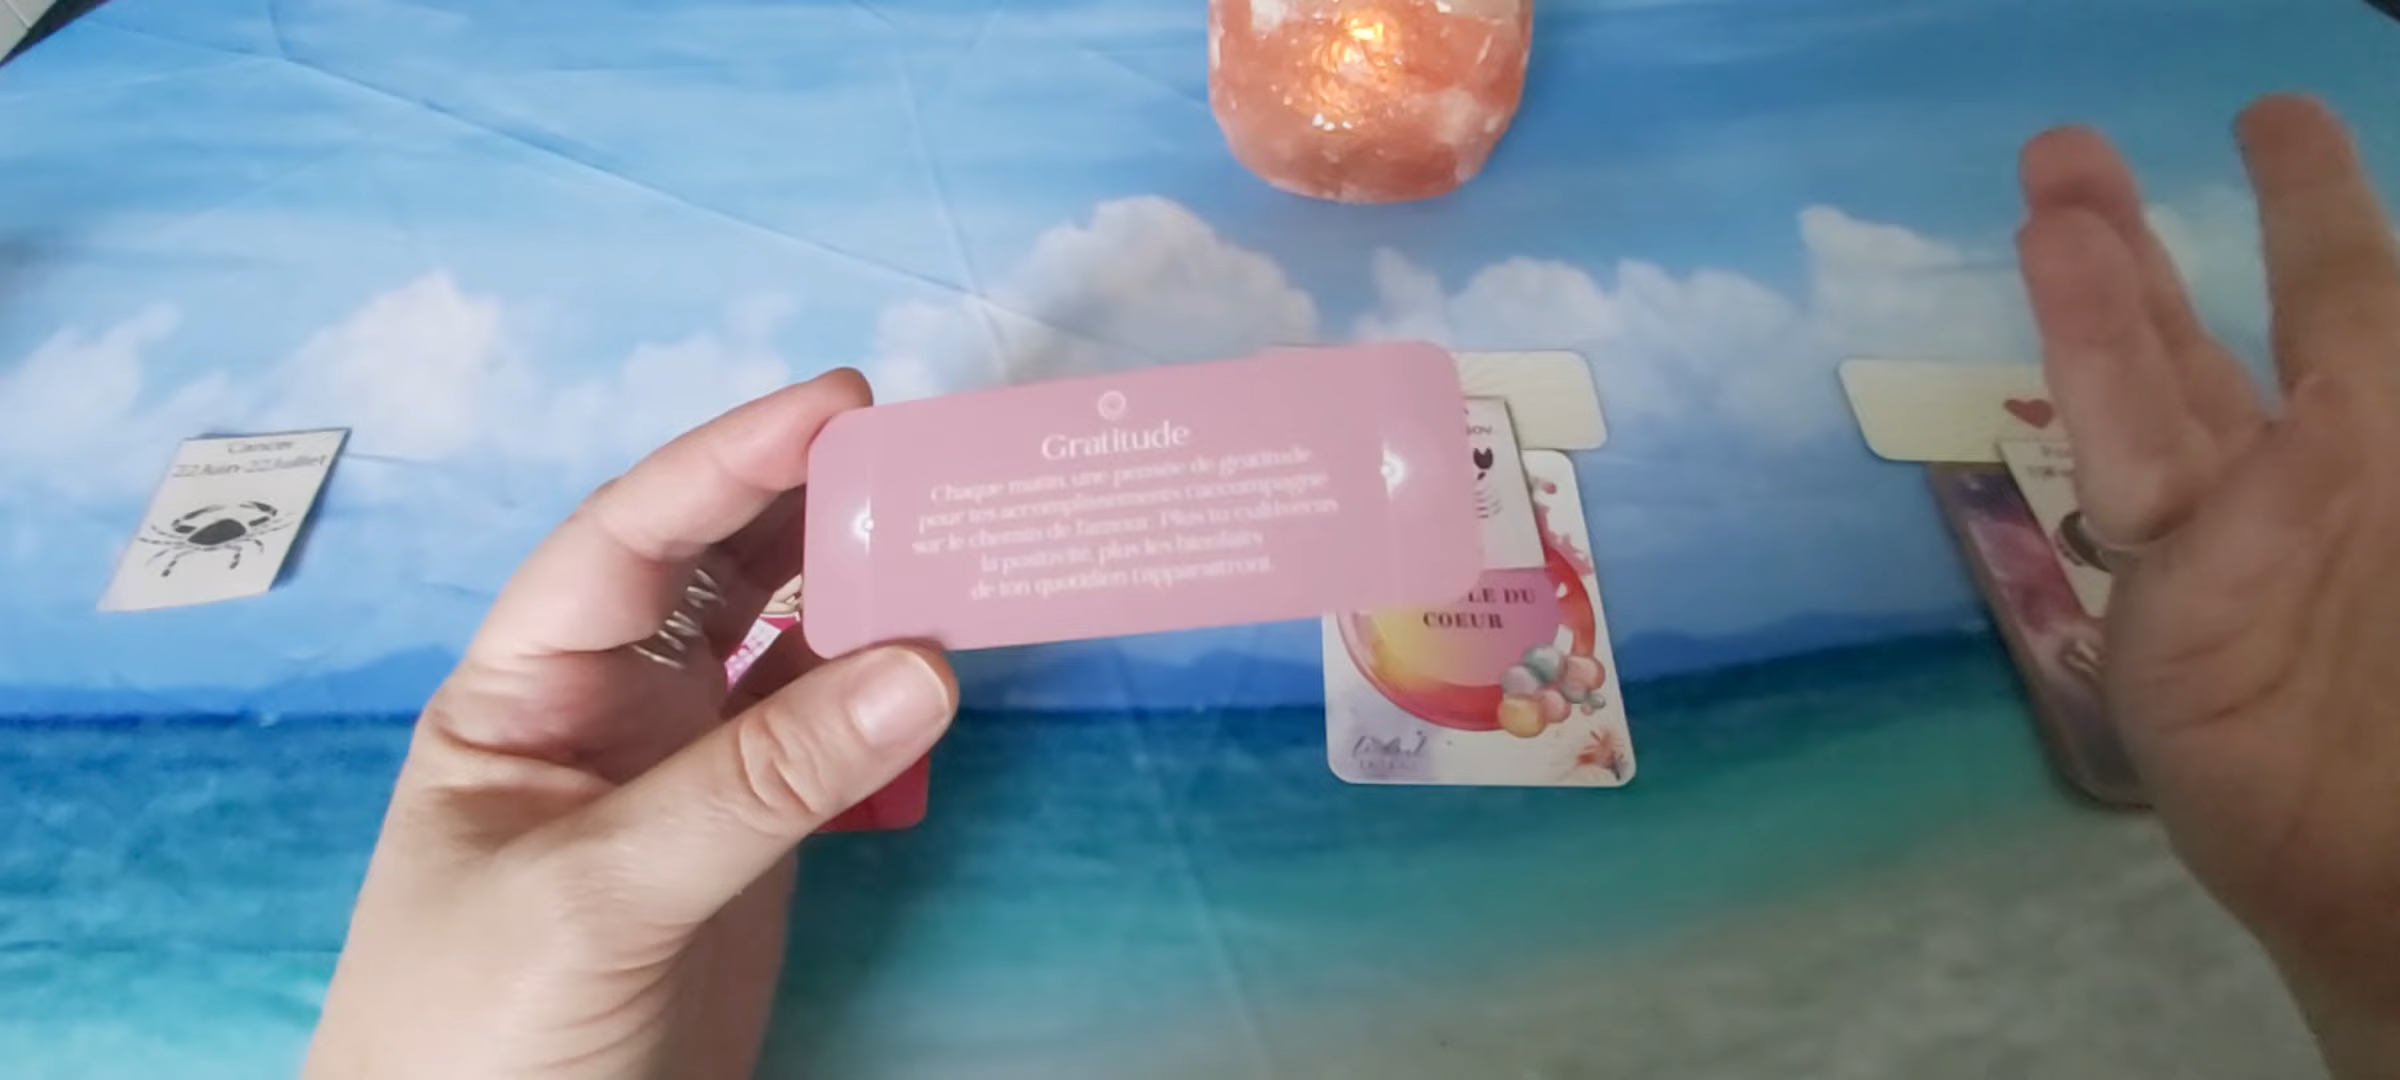 Cancer
22 Juin-22 Juillet
Gratitude
Chaque matin, une pensée de gratitude
pour tes accomplissements t'accompagne
sur le chemin de l'amour. Plus tu cultiveras
la positivité, plus les bienfaits
de ton quotidien t'apparaîtront.
DU
COEUR